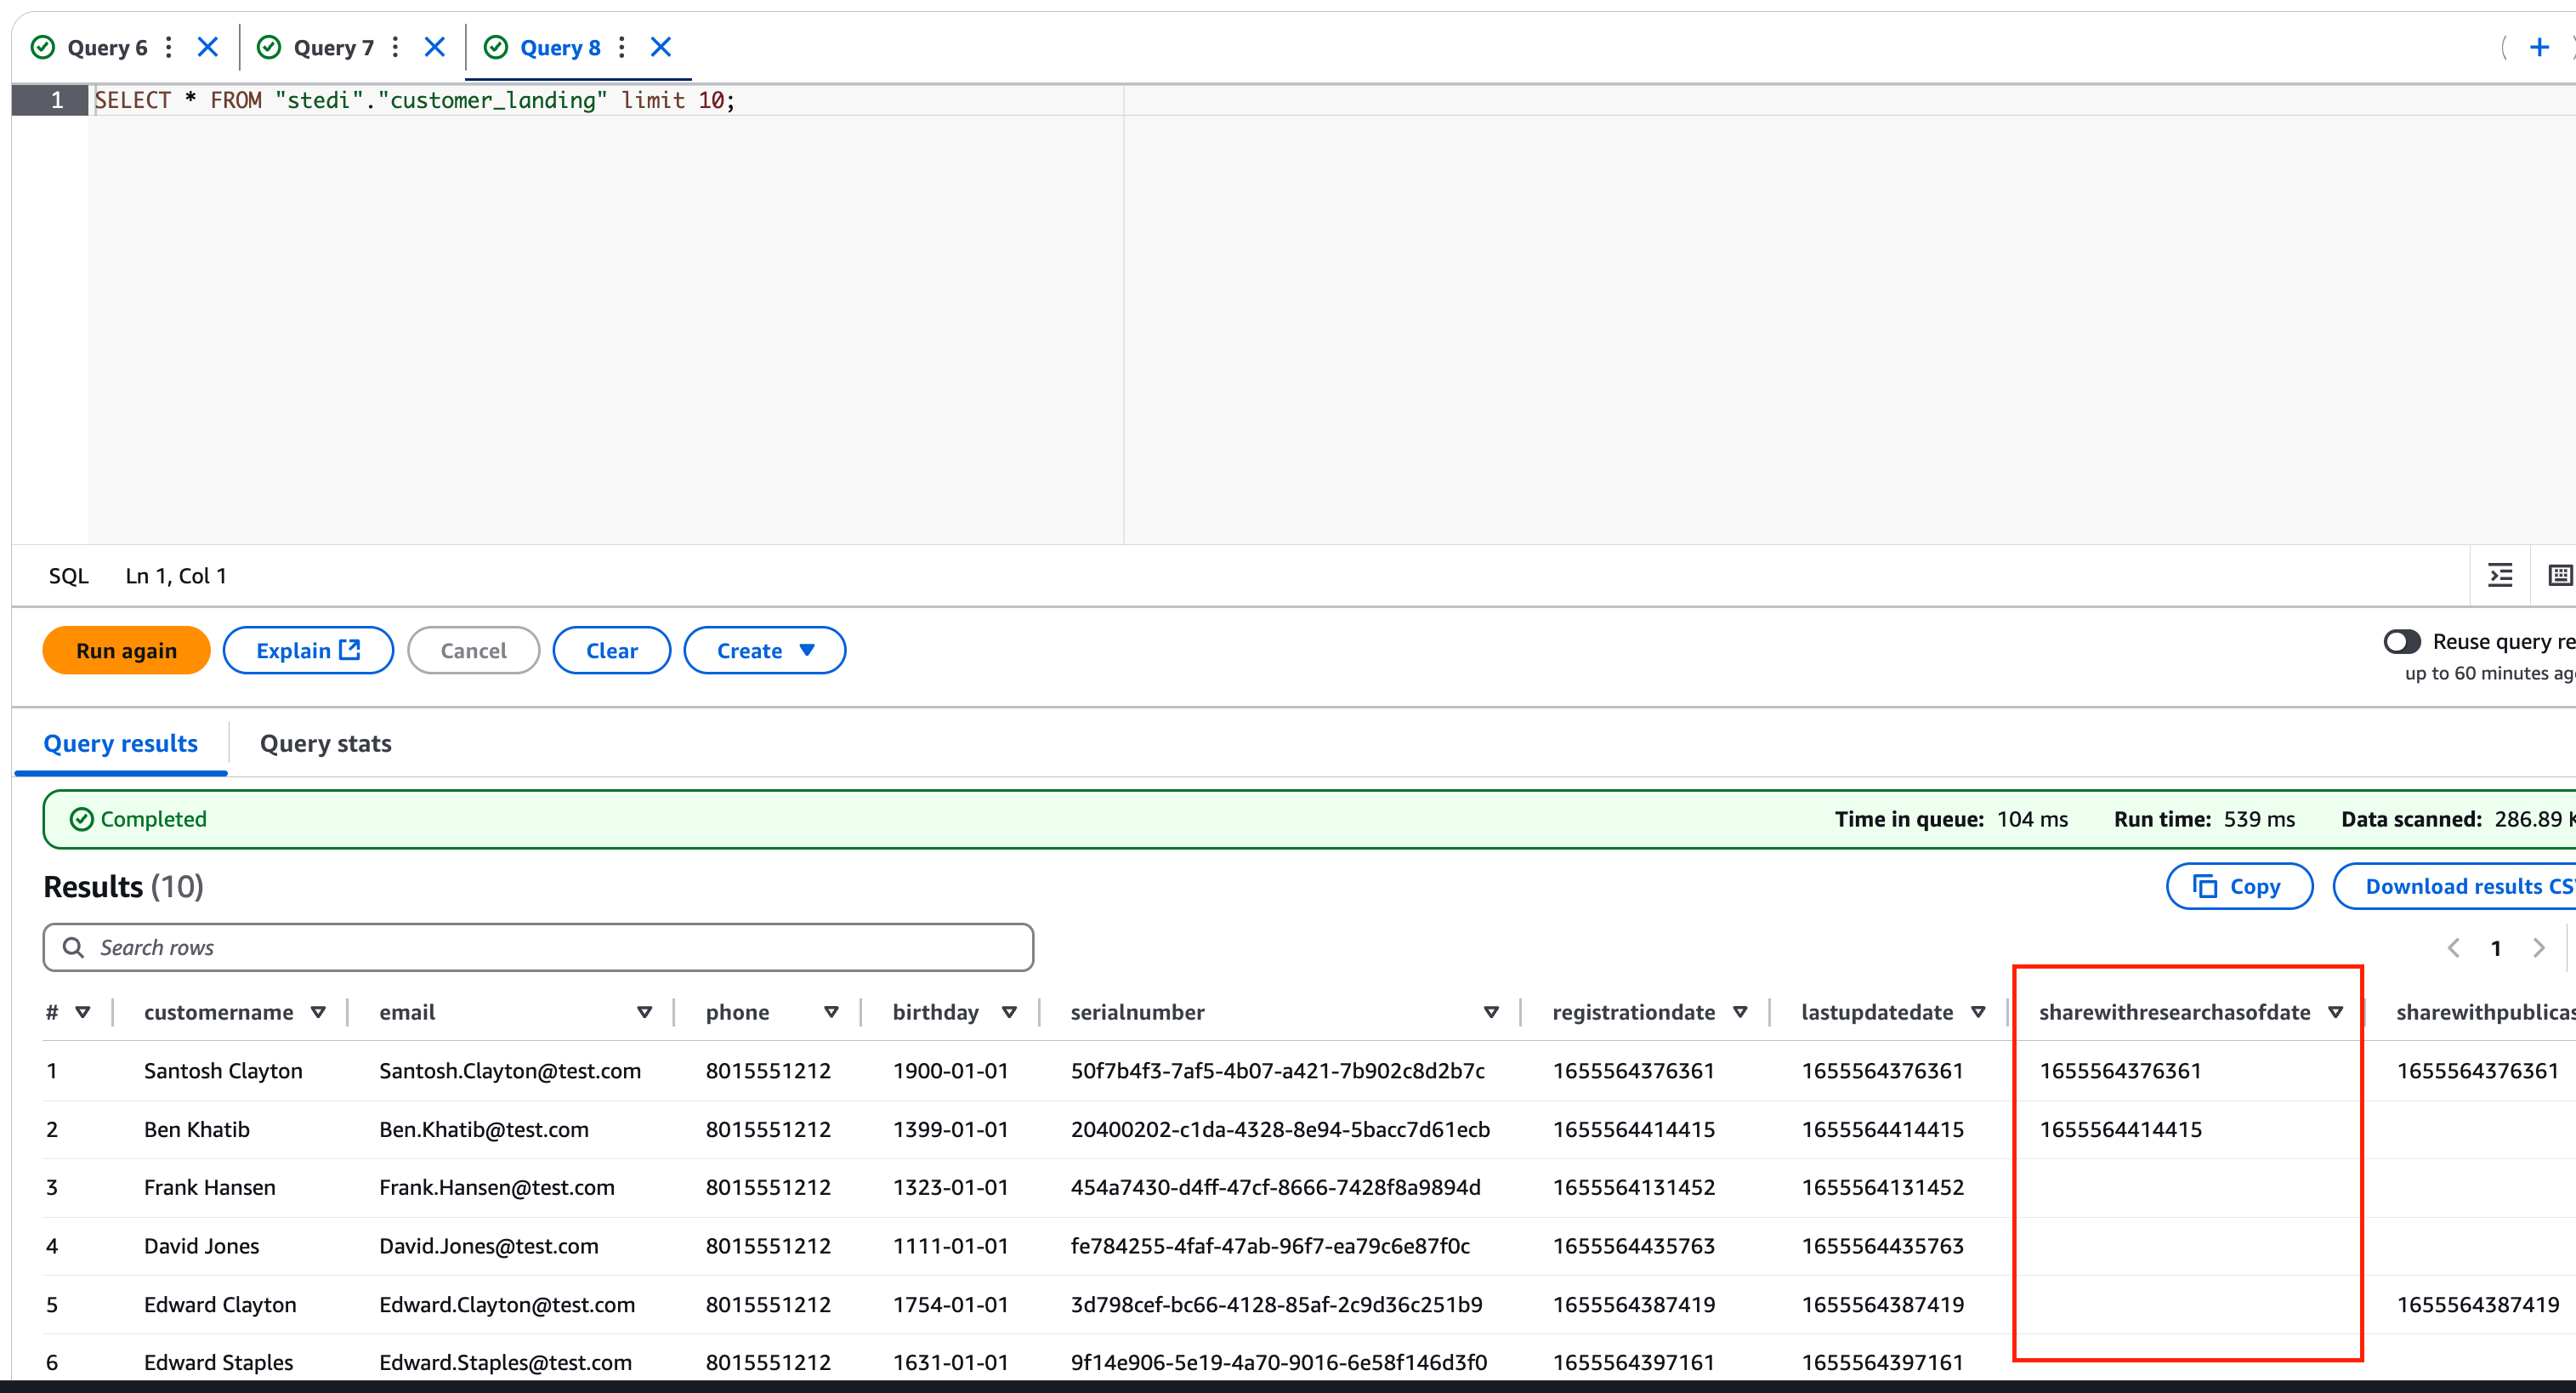 Query 6 Query 7 Query 8
1 SELECT * FROM "stedi"."customer_landing" limit 10;
SQL Ln 1, Col 1
Run again Explain Cancel Clear Create
Reuse query re
up to 60 minutes ag
Query results Query stats
Completed Time in queue: 104 ms Run time: 539 ms Data scanned: 286.89 K
Results (10) Copy Download results CS
Search rows 1
# customername email phone birthday serialnumber registrationdate lastupdatedate sharewithresearchasofdate sharewithpublicas
1 Santosh Clayton Santosh.Clayton@test.com 8015551212 1900-01-01 50f7b4f3-7af5-4b07-a421-7b902c8d2b7c 1655564376361 1655564376361 1655564376361 1655564376361
2 Ben Khatib Ben.Khatib@test.com 8015551212 1399-01-01 20400202-c1da-4328-8e94-5bacc7d61ecb 1655564414415 1655564414415 1655564414415
3 Frank Hansen Frank.Hansen@test.com 8015551212 1323-01-01 454a7430-d4ff-47cf-8666-7428f8a9894d 1655564131452 1655564131452
4 David Jones David.Jones@test.com 8015551212 1111-01-01 fe784255-4faf-47ab-96f7-ea79c6e87f0c 1655564435763 1655564435763
5 Edward Clayton Edward.Clayton@test.com 8015551212 1754-01-01 3d798cef-bc66-4128-85af-2c9d36c251b9 1655564387419 1655564387419 1655564387419
6 Edward Staples Edward.Staples@test.com 8015551212 1631-01-01 9f14e906-5e19-4a70-9016-6e58f146d3f0 1655564397161 1655564397161